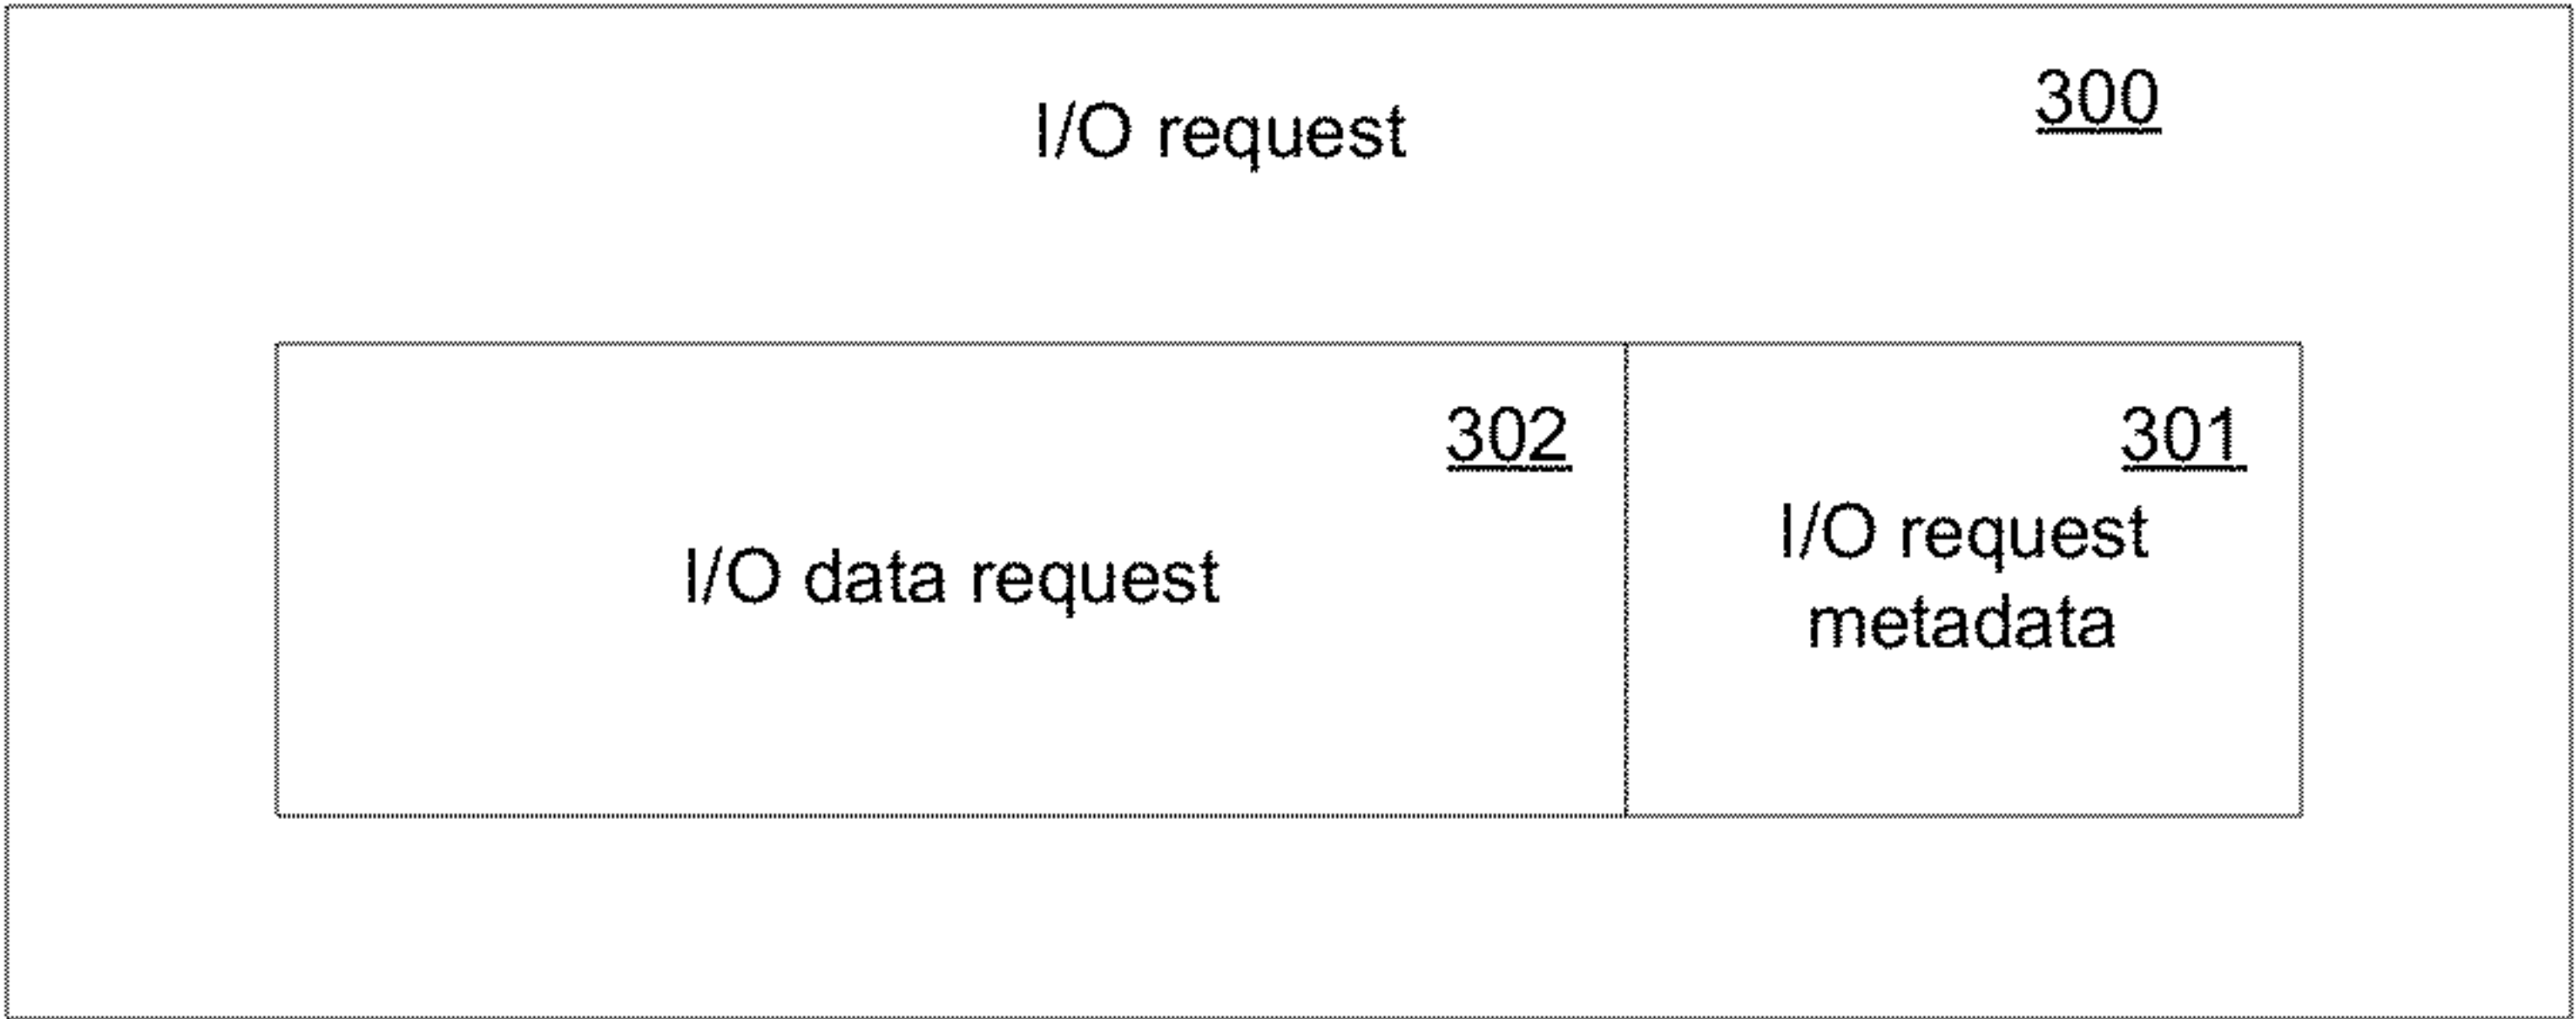 300
I/O request
302
301
I/O data request
I/O request
metadata